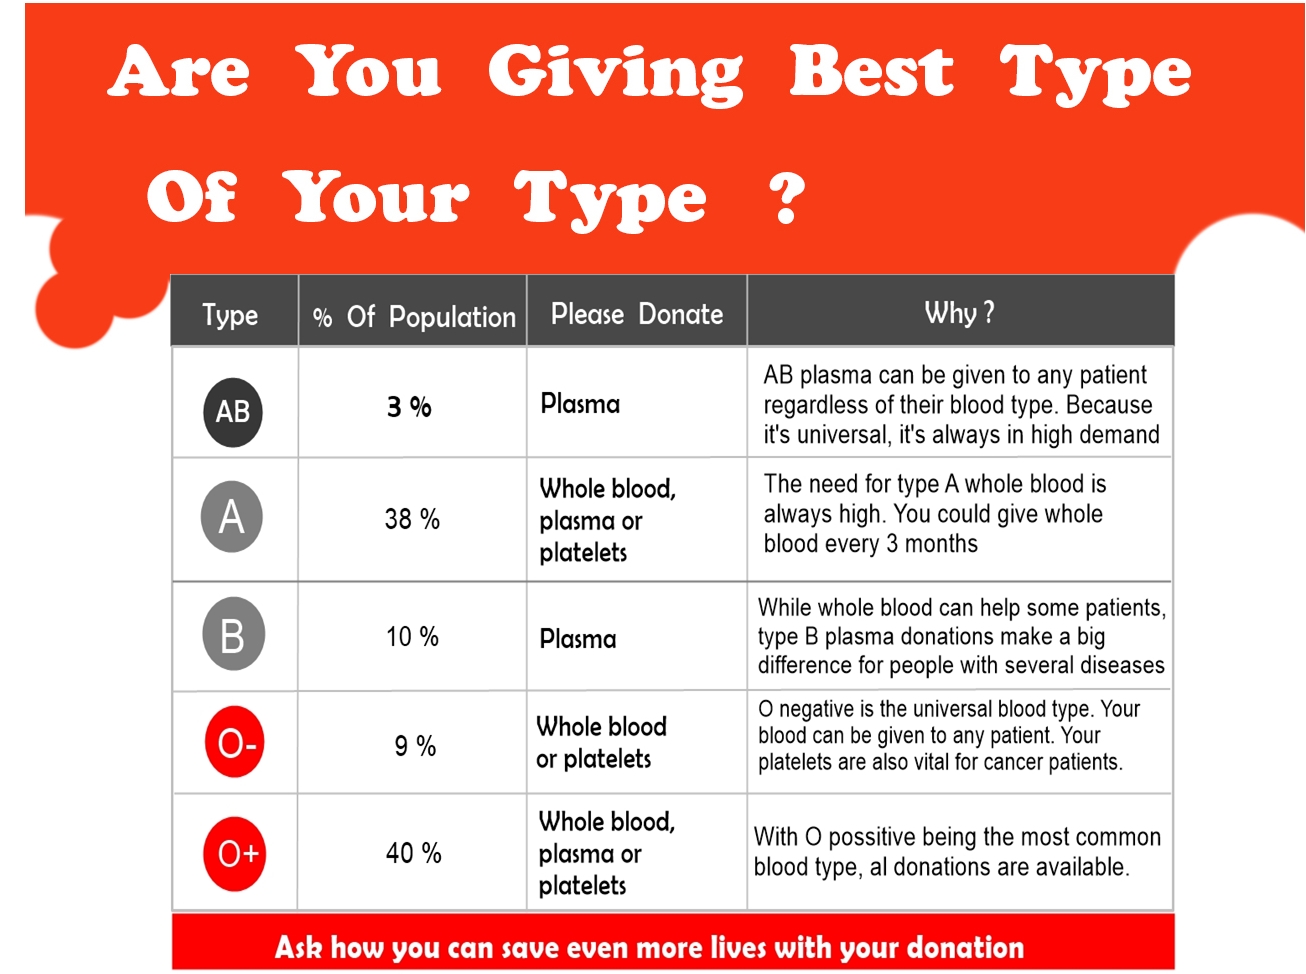 Are You Giving Best Type
Of Your Type ?
Type % Of Population Please Donate Why ?
AB
3 %
Plasma
AB plasma can be given to any patient
regardless of their blood type. Because
it's universal, it's always in high demand
A
38 %
Whole blood,
plasma or
platelets
The need for type A whole blood is
always high. You could give whole
blood every 3 months
B
10 %
Plasma
While whole blood can help some patients,
type B plasma donations make a big
difference for people with several diseases
O-
9 %
Whole blood
or platelets
O negative is the universal blood type. Your
blood can be given to any patient. Your
platelets are also vital for cancer patients.
O+
40 %
Whole blood,
plasma or
platelets
With O possitive being the most common
blood type, al donations are available.
Ask how you can save even more lives with your donation